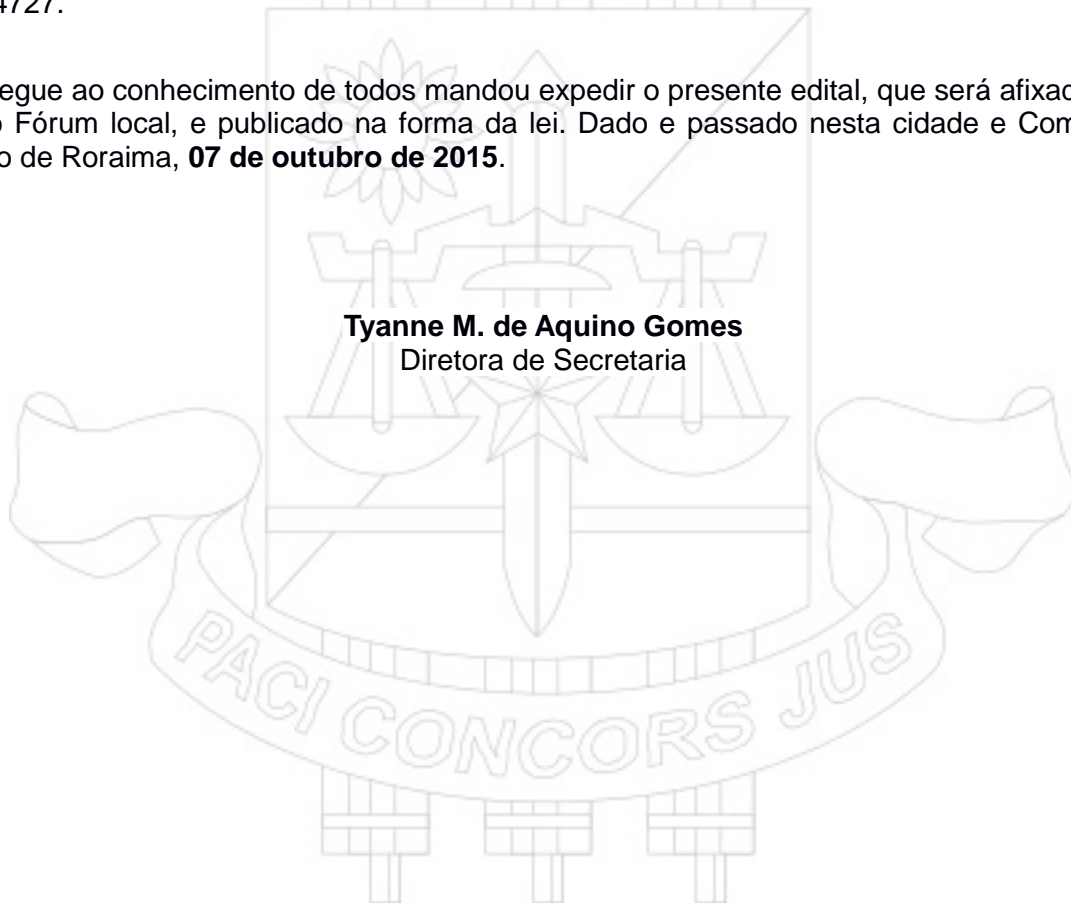 4727.
egue ao conhecimento de todos mandou expedir o presente edital, que será afixad
o Fórum local, e publicado na forma da lei. Dado e passado nesta cidade e Com
o de Roraima, 07 de outubro de 2015.
Tyanne M. de Aquino Gomes
Diretora de Secretaria
PACI CONCORS JUS